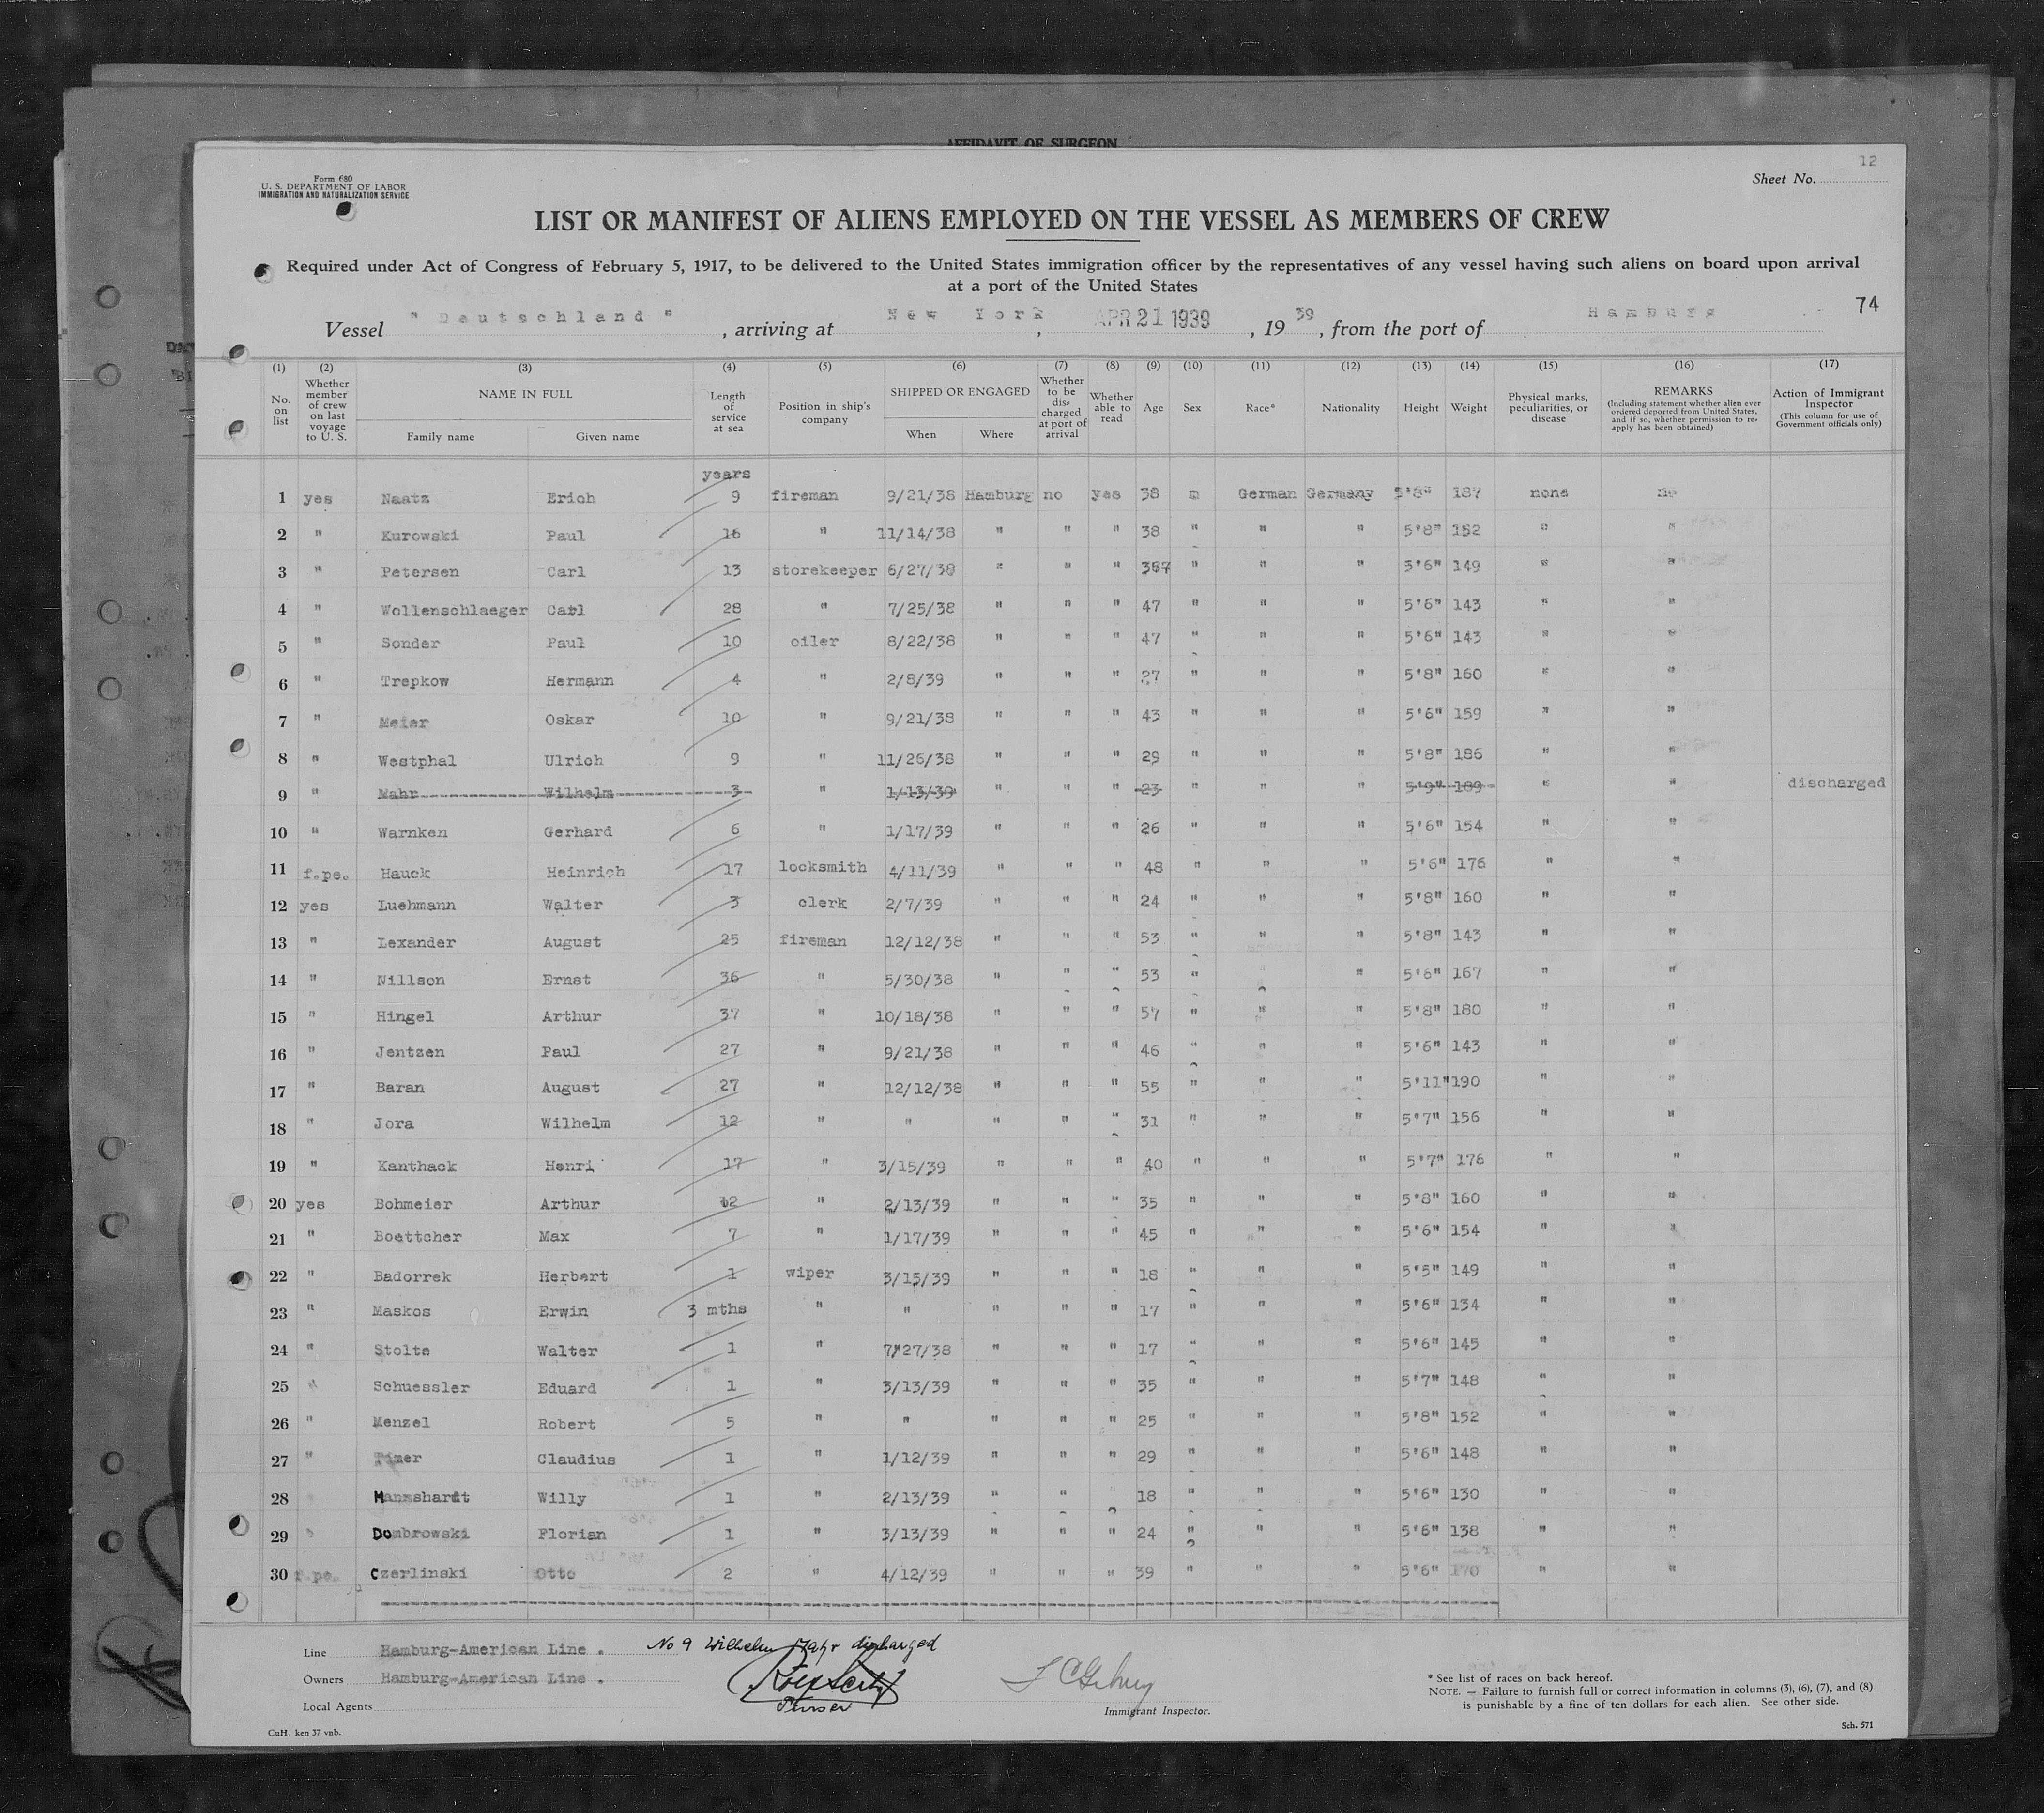 AFFIDAVIT OF SURGEON
12
Form 680
U. S. DEPARTMENT OF LABOR
IMMIGRATION AND NATURALIZATION SERVICE
Sheet No.
LIST OR MANIFEST OF ALIENS EMPLOYED ON THE VESSEL AS MEMBERS OF CREW
Required under Act of Congress of February 5, 1917, to be delivered to the United States immigration officer by the representatives of any vessel having such aliens on board upon arrival
at a port of the United States
74
Vessel " Deutschland " , arriving at New York , APR 21 1939 , 19 39 , from the port of Hamburg
(1) (2) (3) (4) (5) (6) (7) (8) (9) (10) (11) (12) (13) (14) (15) (16) (17)
No. on list
Whether member of crew on last voyage to U. S.
NAME IN FULL
Family name Given name
Length of service at sea
Position in ship's company
SHIPPED OR ENGAGED
When Where
Whether to be discharged at port of arrival
Whether able to read
Age
Sex
Race*
Nationality
Height
Weight
Physical marks, peculiarities, or disease
REMARKS
(Including statement whether alien ever ordered deported from United States, and if so, whether permission to reapply has been obtained)
Action of Immigrant Inspector
(This column for use of Government officials only)
years
1 yes Naatz Erich 9 fireman 9/21/38 Hamburg no yes 38 m German Germany 5'8" 187 none no
2 " Kurowski Paul 16 " 11/14/38 " " " 38 " " " 5'8" 182 " "
3 " Petersen Carl 13 storekeeper 6/27/38 " " " 367 " " " 5'6" 149 " "
4 " Wollenschlaeger Carl 28 " 7/25/38 " " " 47 " " " 5'6" 143 " "
5 " Sonder Paul 10 oiler 8/22/38 " " " 47 " " " 5'6" 143 " "
6 " Trepkow Hermann 4 " 2/8/39 " " " 27 " " " 5'8" 160 " "
7 " Meier Oskar 10 " 9/21/38 " " " 43 " " " 5'6" 159 " "
8 " Westphal Ulrich 9 " 11/26/38 " " " 29 " " " 5'8" 186 " "
9 " Mahr Wilhelm 3 " 1/13/39 " " " 23 " " " 5'9" 189 " " discharged
10 " Warnken Gerhard 6 " 1/17/39 " " " 26 " " " 5'6" 154 " "
11 f.pe. Hauck Heinrich 17 locksmith 4/11/39 " " " 48 " " " 5'6" 176 " "
12 yes Luehmann Walter 3 clerk 2/7/39 " " " 24 " " " 5'8" 160 " "
13 " Lexander August 25 fireman 12/12/38 " " " 53 " " " 5'8" 143 " "
14 " Nillson Ernst 36 " 5/30/38 " " " 53 " " " 5'6" 167 " "
15 " Hingel Arthur 37 " 10/18/38 " " " 57 " " " 5'8" 180 " "
16 " Jentzen Paul 27 " 9/21/38 " " " 46 " " " 5'6" 143 " "
17 " Baran August 27 " 12/12/38 " " " 55 " " " 5'11" 190 " "
18 " Jora Wilhelm 12 " " " " " 31 " " " 5'7" 156 " "
19 " Kanthack Henri 17 " 3/15/39 " " " 40 " " " 5'7" 176 " "
20 yes Bohmeier Arthur 12 " 2/13/39 " " " 35 " " " 5'8" 160 " "
21 " Boettcher Max 7 " 1/17/39 " " " 45 " " " 5'6" 154 " "
22 " Badorrek Herbert 1 wiper 3/15/39 " " " 18 " " " 5'5" 149 " "
23 " Maskos Erwin 3 mths " " " " " 17 " " " 5'6" 134 " "
24 " Stolte Walter 1 " 7/27/38 " " " 17 " " " 5'6" 145 " "
25 " Schuessler Eduard 1 " 3/13/39 " " " 35 " " " 5'7" 148 " "
26 " Menzel Robert 5 " " " " " 25 " " " 5'8" 152 " "
27 " Timer Claudius 1 " 1/12/39 " " " 29 " " " 5'6" 148 " "
28 Mannshardt Willy 1 " 2/13/39 " " " 18 " " " 5'6" 130 " "
29 " Dombrowski Florian 1 " 3/13/39 " " " 24 " " " 5'6" 138 " "
30 f.pe. Czerlinski Otto 2 " 4/12/39 " " " 39 " " " 5'6" 170 " "
Line Hamburg-American Line .
No 9 Wilhelm Mahr discharged
Owners Hamburg-American Line .
Purser
Local Agents
Immigrant Inspector.
* See list of races on back hereof.
NOTE. — Failure to furnish full or correct information in columns (3), (6), (7), and (8)
is punishable by a fine of ten dollars for each alien. See other side.
CuH. ken 37 vnb.
Sch. 571